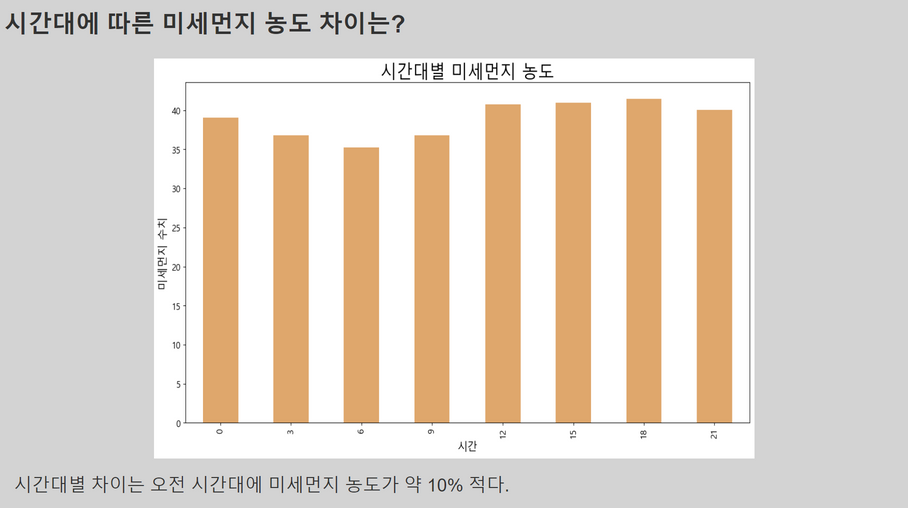 시간대에 따른 미세먼지 농도 차이는?
시간대별 미세먼지 농도
40
35
30
25
20
15
10
5
0
미세먼지 수치
0 3 6 9 12 15 18 21
시간
시간대별 차이는 오전 시간대에 미세먼지 농도가 약 10% 적다.